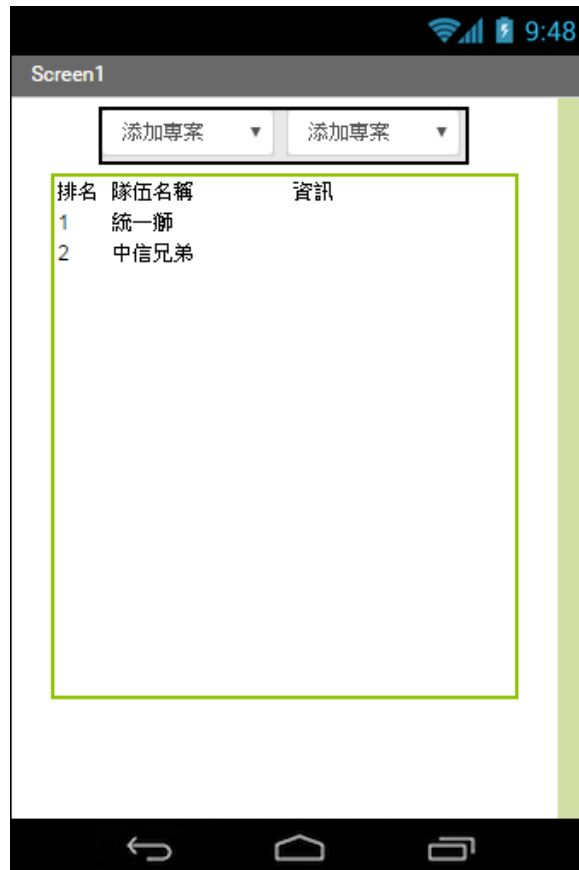 9:48
Screen1
添加專案 ▼ 添加專案 ▼
排名 隊伍名稱 資訊
1 統一獅
2 中信兄弟